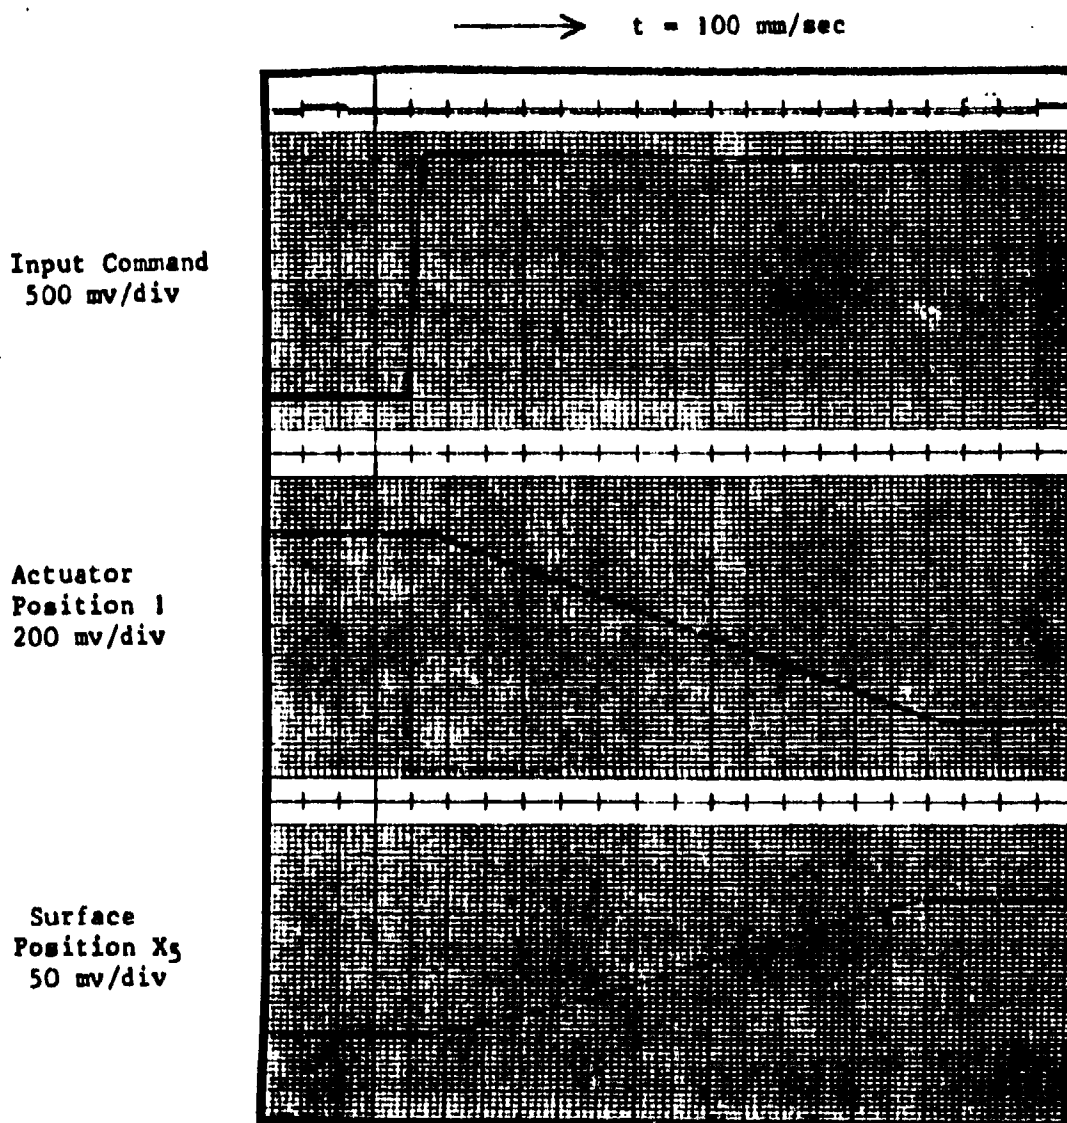 t = 100 mm/sec
Input Command
500 mv/div
Actuator
Position 1
200 mv/div
Surface
Position X5
50 mv/div